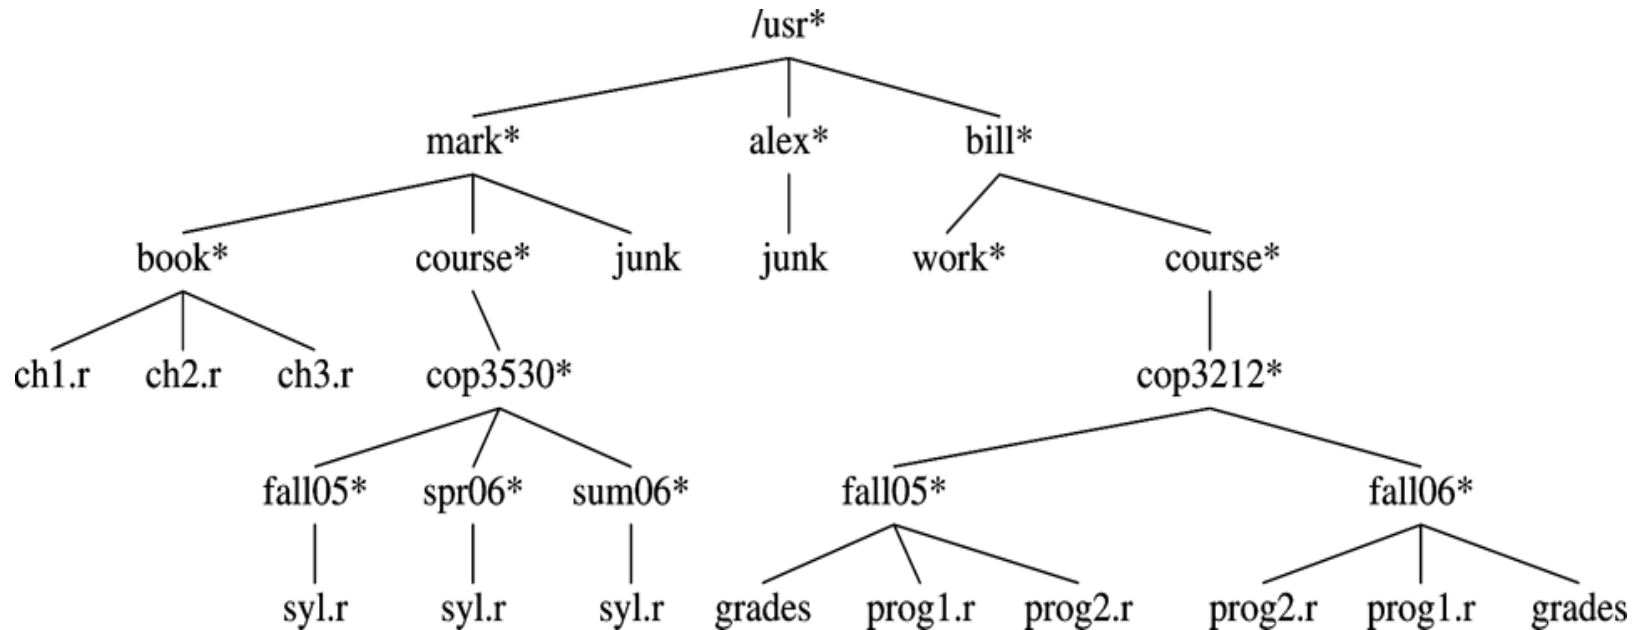 /usr*
mark* alex* bill*
book* course* junk junk work* course*
ch1.r ch2.r ch3.r cop3530* cop3212*
fall05* spr06* sum06* fall05* fall06*
syl.r syl.r syl.r grades prog1.r prog2.r prog2.r prog1.r grades